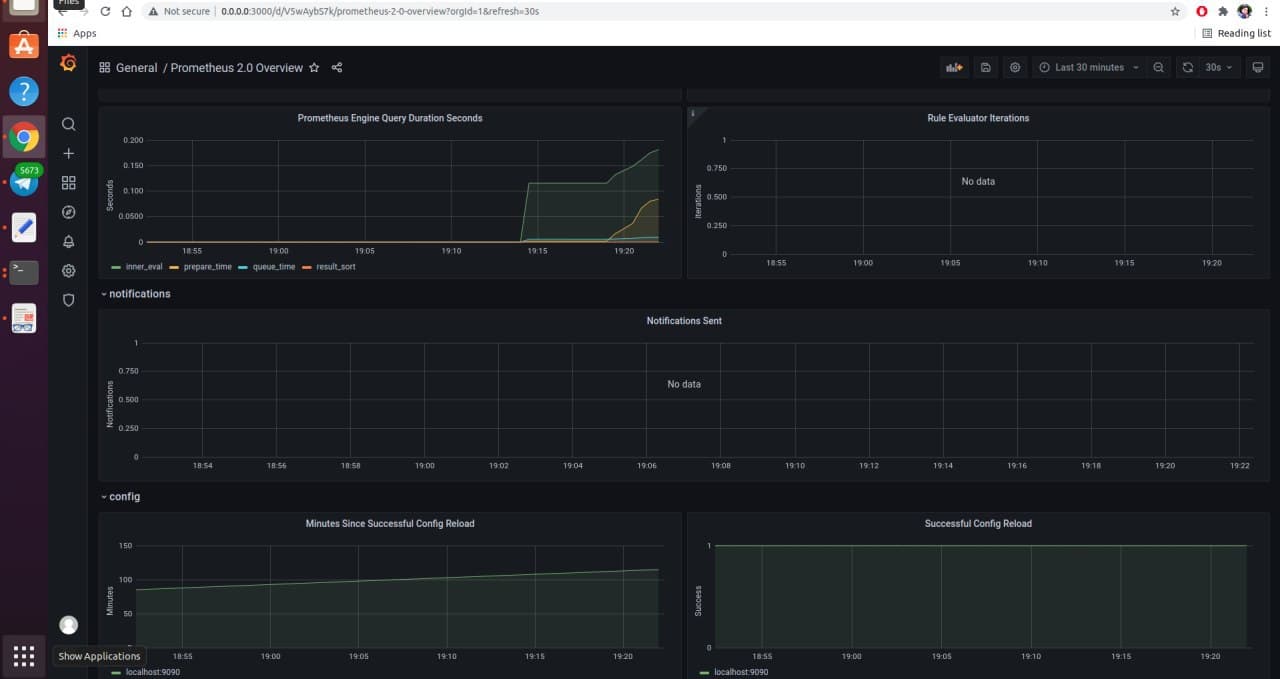 Files
Not secure 0.0.0.0:3000/d/V5wAybS7k/prometheus-2-0-overview?orgId=1&refresh=30s
Apps
Reading list
General / Prometheus 2.0 Overview
Last 30 minutes
30s
5673
Prometheus Engine Query Duration Seconds
Seconds
0.200
0.150
0.100
0.0500
0
18:55 19:00 19:05 19:10 19:15 19:20
inner_eval prepare_time queue_time result_sort
Rule Evaluator Iterations
Iterations
1
0.750
0.500
0.250
0
No data
18:55 19:00 19:05 19:10 19:15 19:20
notifications
Notifications Sent
Notifications
1
0.750
0.500
0.250
0
No data
18:54 18:56 18:58 19:00 19:02 19:04 19:06 19:08 19:10 19:12 19:14 19:16 19:18 19:20 19:22
config
Minutes Since Successful Config Reload
Minutes
150
100
50
18:55 19:00 19:05 19:10 19:15 19:20
localhost:9090
Successful Config Reload
Success
1
0
18:55 19:00 19:05 19:10 19:15 19:20
localhost:9090
Show Applications